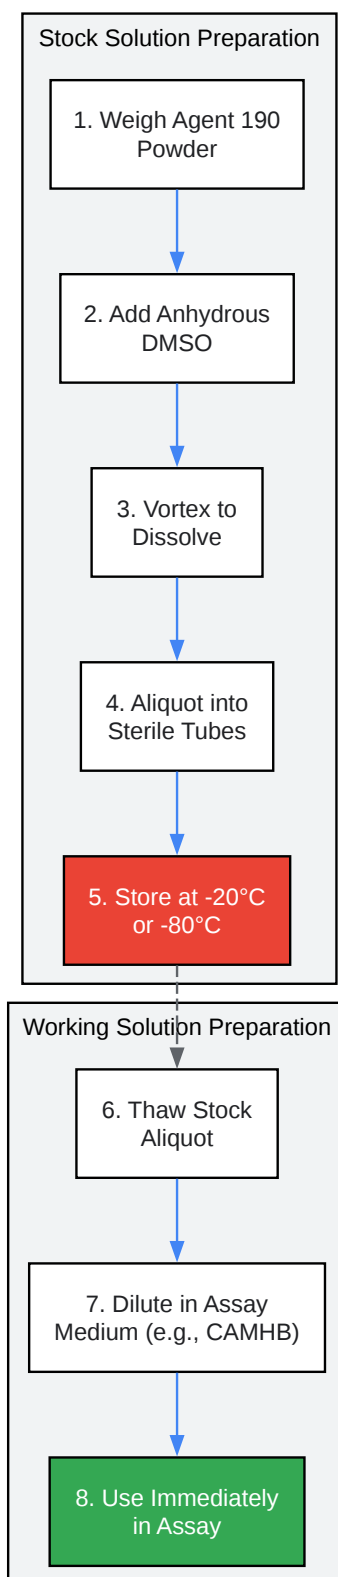 Stock Solution Preparation
1. Weigh Agent 190
Powder
2. Add Anhydrous
DMSO
3. Vortex to
Dissolve
4. Aliquot into
Sterile Tubes
5. Store at -20°C
or -80°C
Working Solution Preparation
6. Thaw Stock
Aliquot
7. Dilute in Assay
Medium (e.g., CAMHB)
8. Use Immediately
in Assay